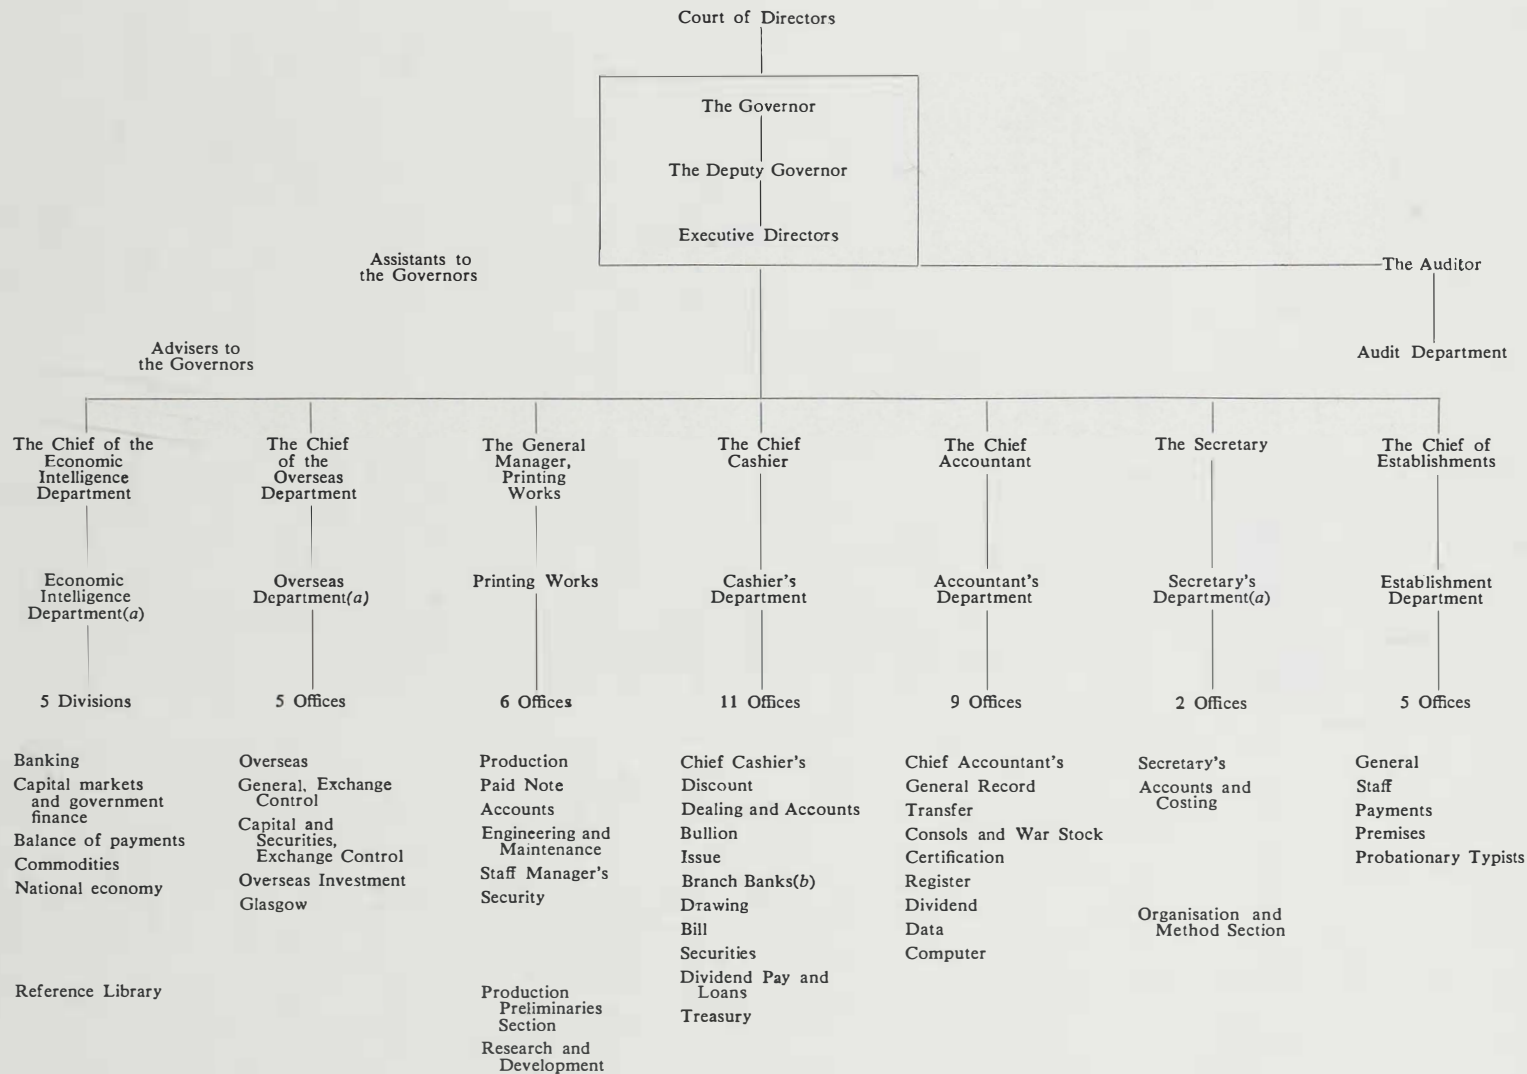 Court of Directors
The Governor
The Deputy Governor
Executive Directors
Assistants to
the Governors
The Auditor
Advisers to
the Governors
Audit Department
The Chief of the
Economic
Intelligence
Department
The Chief
of the
Overseas
Department
The General
Manager,
Printing
Works
The Chief
Cashier
The Chief
Accountant
The Secretary
The Chief of
Establishments
Economic
Intelligence
Department(a)
Overseas
Department(a)
Printing Works
Cashier's
Department
Accountant's
Department
Secretary's
Department(a)
Establishment
Department
5 Divisions
5 Offices
6 Offices
11 Offices
9 Offices
2 Offices
5 Offices
Banking
Capital markets
and government
finance
Balance of payments
Commodities
National economy
Reference Library
Overseas
General, Exchange
Control
Capital and
Securities,
Exchange Control
Overseas Investment
Glasgow
Production
Paid Note
Accounts
Engineering and
Maintenance
Staff Manager's
Security
Production
Preliminaries
Section
Research and
Development
Chief Cashier's
Discount
Dealing and Accounts
Bullion
Issue
Branch Banks(b)
Drawing
Bill
Securities
Dividend Pay and
Loans
Treasury
Chief Accountant's
General Record
Transfer
Consols and War Stock
Certification
Register
Dividend
Data
Computer
Secretary's
Accounts and
Costing
Organisation and
Method Section
General
Staff
Payments
Premises
Probationary Typists